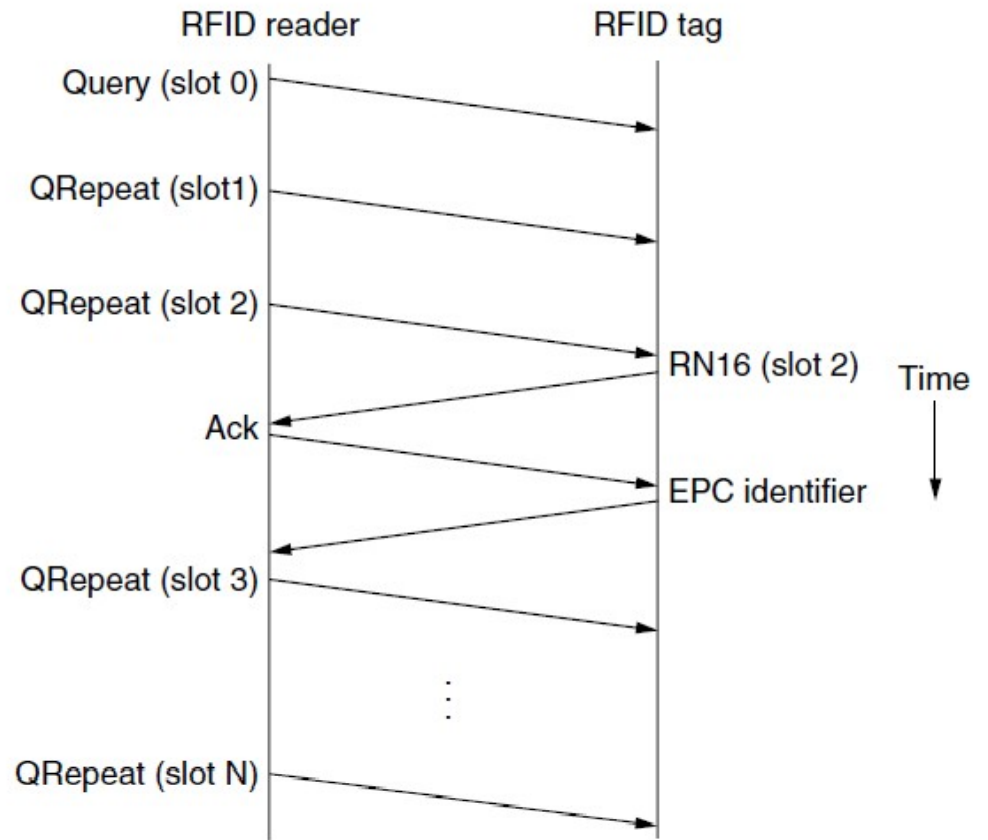 RFID reader
RFID tag
Query (slot 0)
QRepeat (slot1)
QRepeat (slot 2)
RN16 (slot 2)
Time
Ack
EPC identifier
QRepeat (slot 3)
QRepeat (slot N)